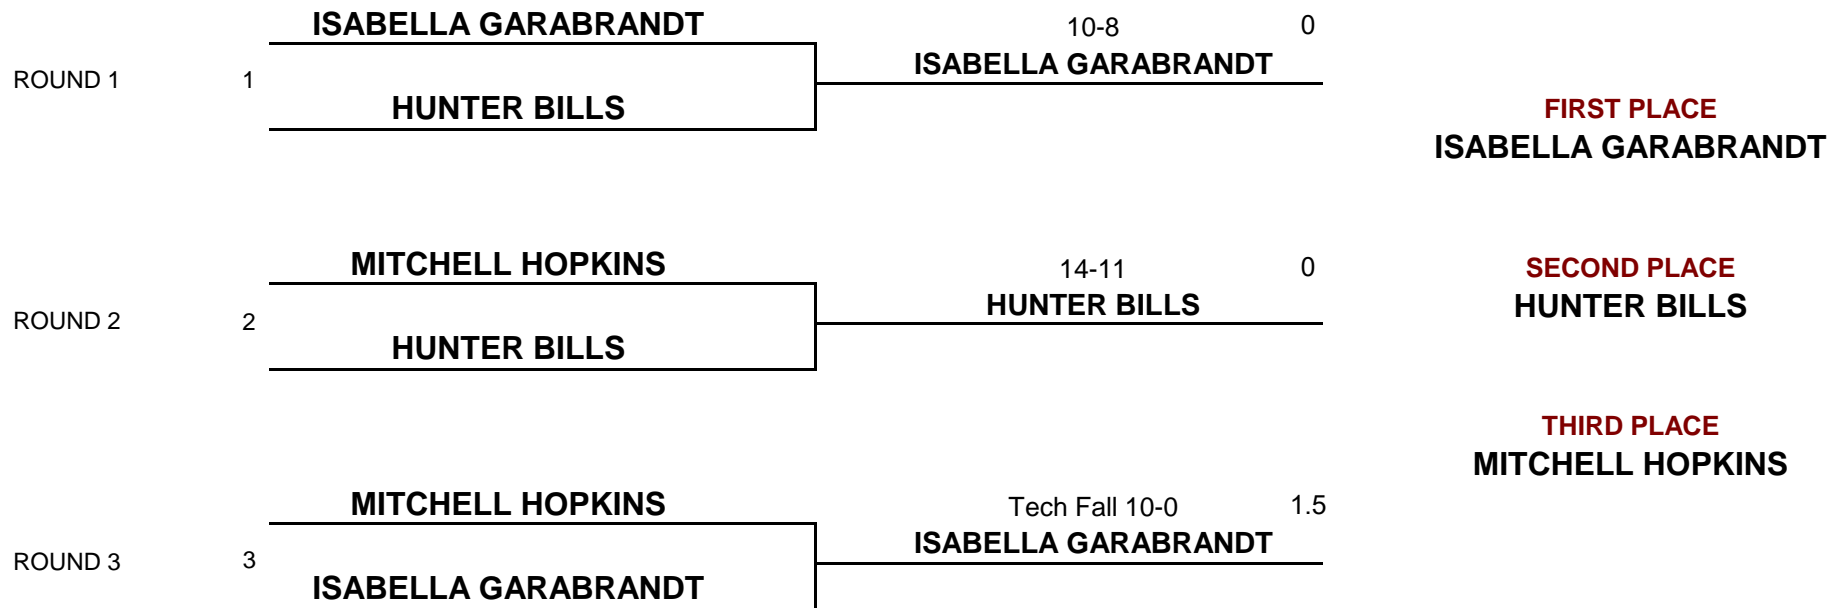 ISABELLA GARABRANDT
10-8 0
ROUND 1 1 ISABELLA GARABRANDT
HUNTER BILLS
FIRST PLACE
ISABELLA GARABRANDT
MITCHELL HOPKINS
14-11 0
SECOND PLACE
ROUND 2 2 HUNTER BILLS
HUNTER BILLS
HUNTER BILLS
THIRD PLACE
MITCHELL HOPKINS
MITCHELL HOPKINS
Tech Fall 10-0 1.5
ROUND 3 3 ISABELLA GARABRANDT
ISABELLA GARABRANDT